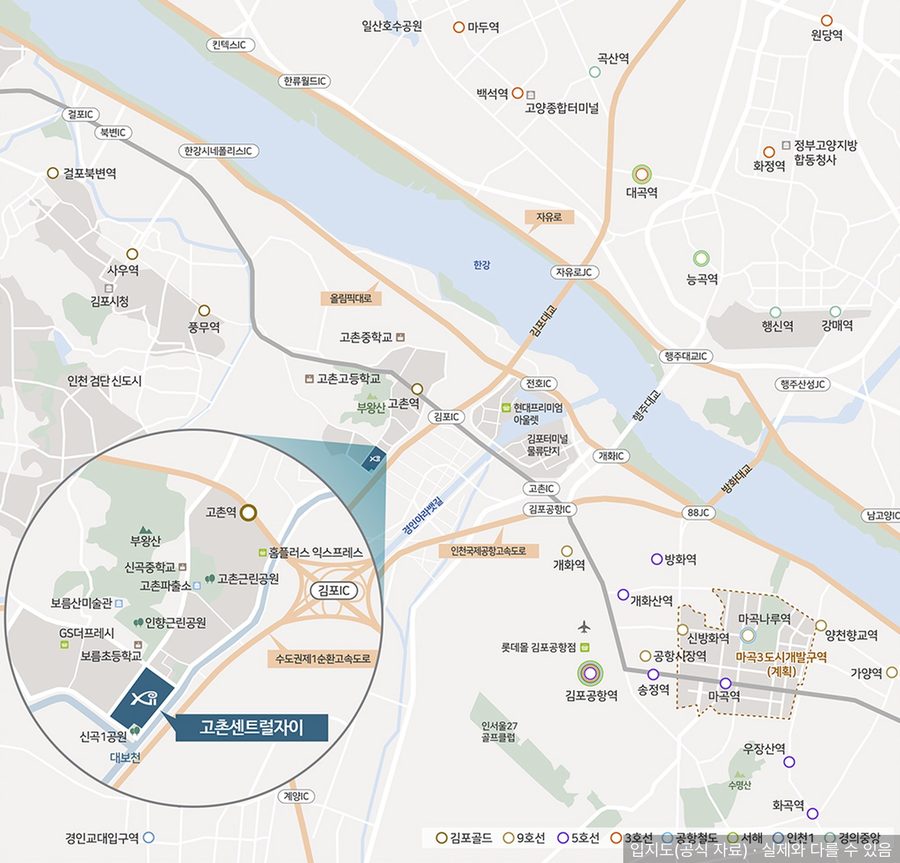 일산호수공원
마두역
원당역
킨텍스IC
곡산역
한류월드IC
백석역
고양종합터미널
걸포IC
북변IC
한강시네폴리스IC
정부고양지방
합동청사
화정역
걸포북변역
대곡역
자유로
사우역
한강
자유로JC
능곡역
김포시청
올림픽대로
풍무역
김포대교
행신역
강매역
고촌중학교
행주대교IC
인천 검단신도시
고촌고등학교
전호IC
행주산성JC
부왕산
고촌역
김포IC
현대프리미엄
아울렛
행주대교
김포터미널
물류단지
개화IC
방화대교
고촌IC
경인아라뱃길
김포공항IC
88JC
남고양IC
고촌역
부왕산
홈플러스 익스프레스
인천국제공항고속도로
개화역
방화역
신곡중학교
고촌파출소
고촌근린공원
김포IC
보름산미술관
개화산역
인향근린공원
마곡나루역
GS더프레시
신방화역
양천향교역
보름초등학교
롯데몰 김포공항점
수도권제1순환고속도로
공항시장역
마곡3도시개발구역
(계획)
가양역
김포공항역
송정역
마곡역
Xi
고촌센트럴자이
신곡1공원
대보천
인서울27
골프클럽
우장산역
수명산
계양IC
화곡역
경인교대입구역
김포골드
9호선
5호선
3호선
공항철도
서해
인천1
경의중앙
입지도(공식 자료) · 실제와 다를 수 있음